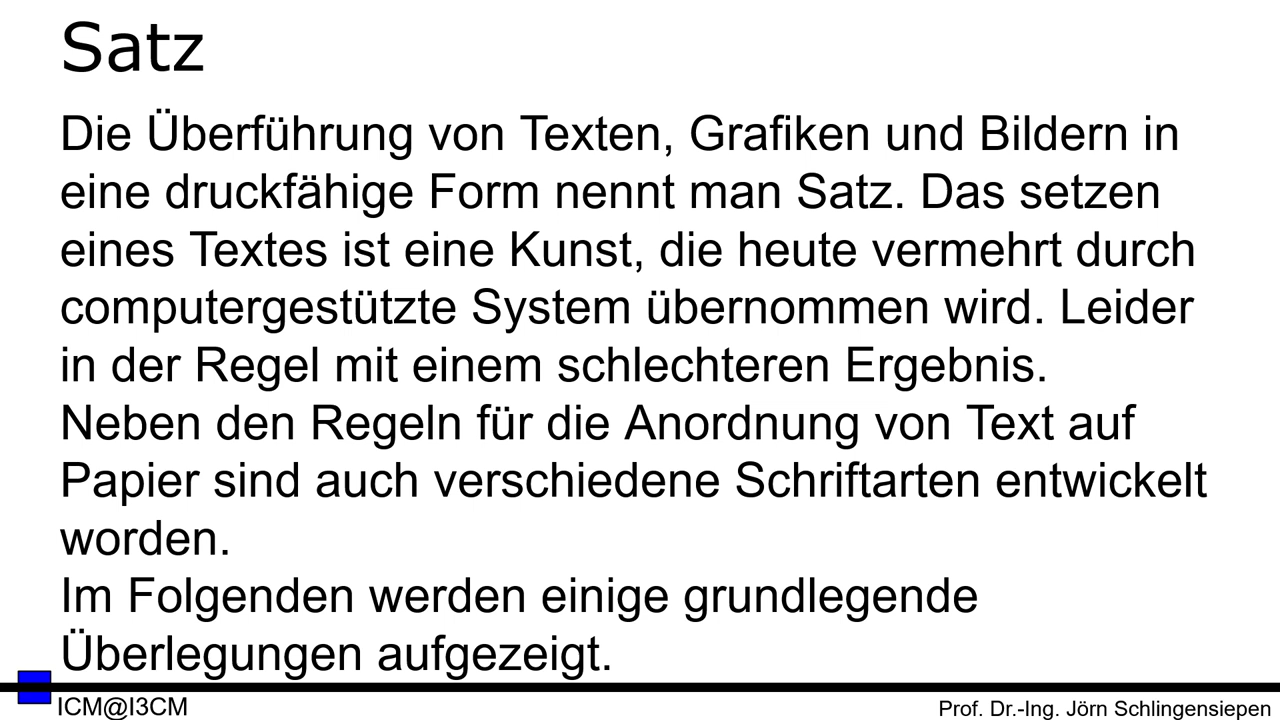 Satz
Die Überführung von Texten, Grafiken und Bildern in
eine druckfähige Form nennt man Satz. Das setzen
eines Textes ist eine Kunst, die heute vermehrt durch
computergestützte System übernommen wird. Leider
in der Regel mit einem schlechteren Ergebnis.
Neben den Regeln für die Anordnung von Text auf
Papier sind auch verschiedene Schriftarten entwickelt
worden.
Im Folgenden werden einige grundlegende
Überlegungen aufgezeigt.
ICM@I3CM
Prof. Dr.-Ing. Jörn Schlingensiepen